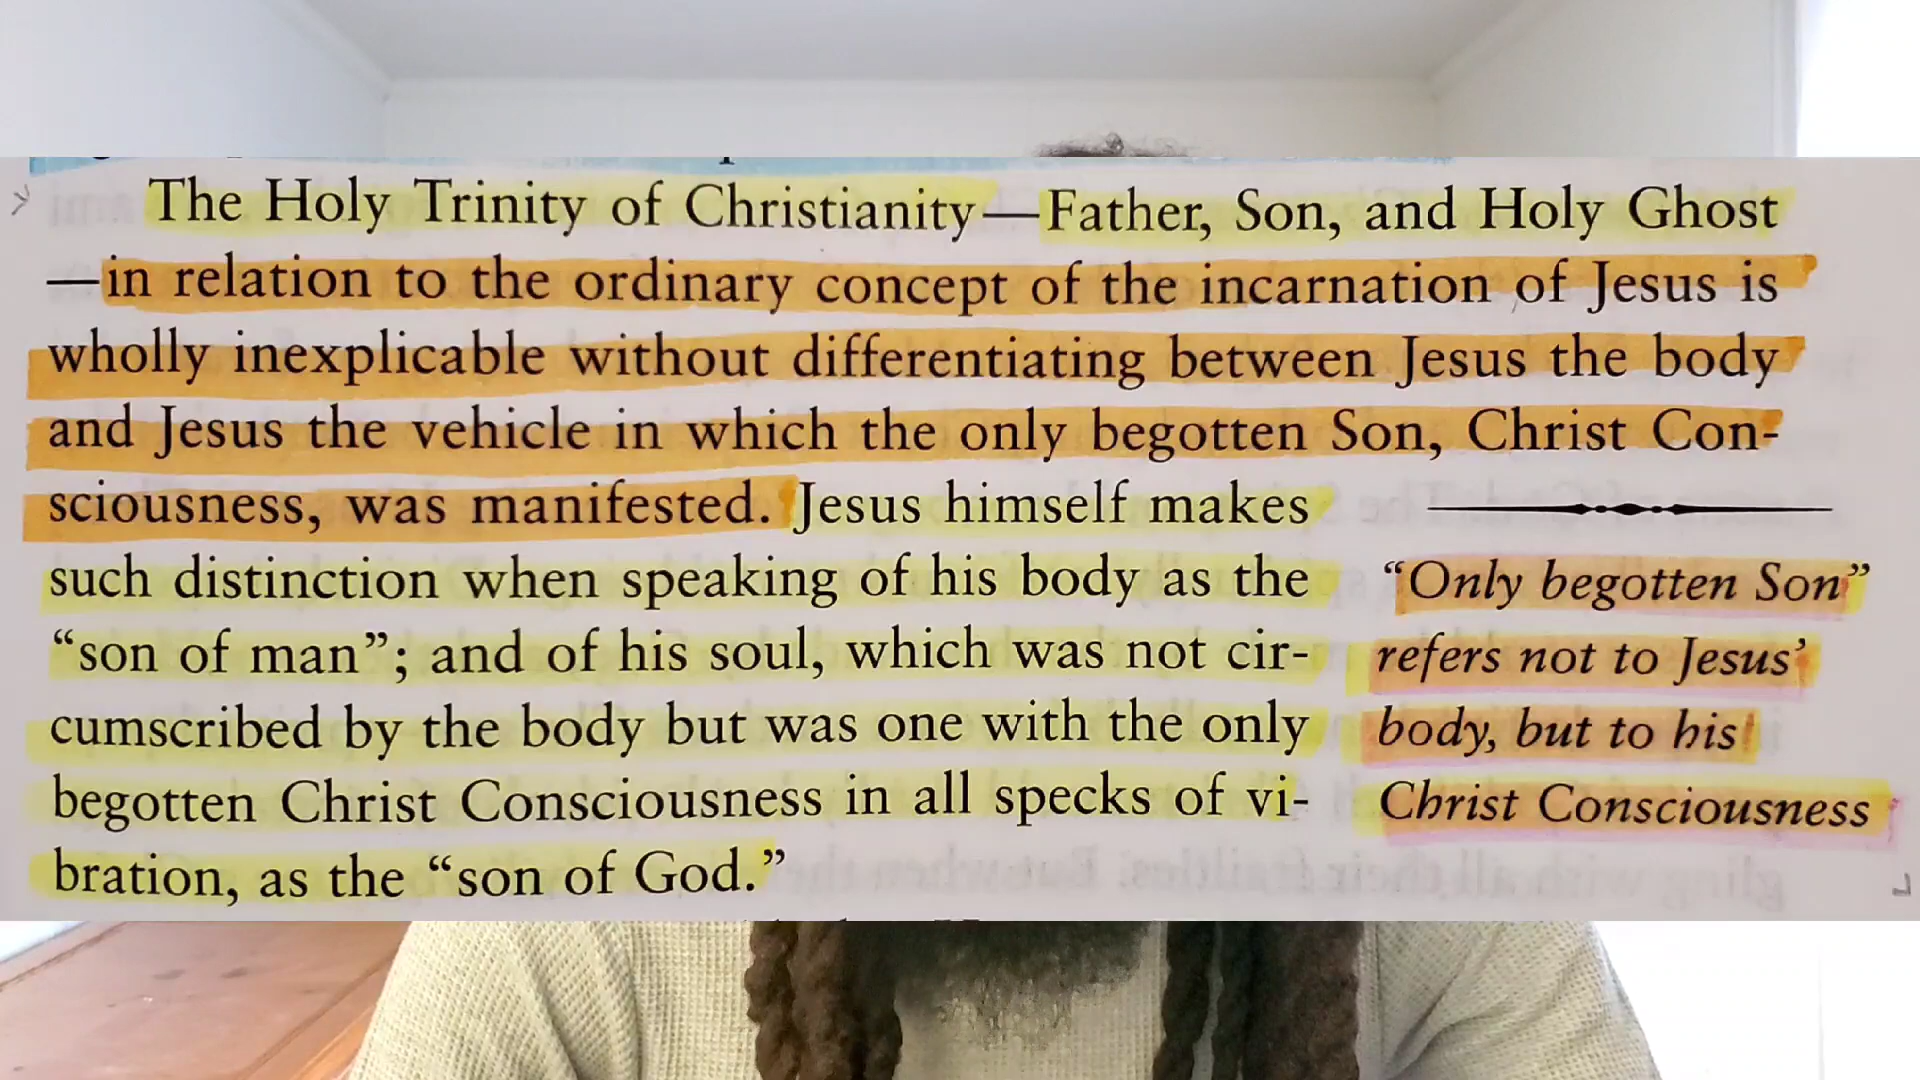 The Holy Trinity of Christianity—Father, Son, and Holy Ghost
—in relation to the ordinary concept of the incarnation of Jesus is
wholly inexplicable without differentiating between Jesus the body
and Jesus the vehicle in which the only begotten Son, Christ Con-
sciousness, was manifested. Jesus himself makes
such distinction when speaking of his body as the
“son of man”; and of his soul, which was not cir-
cumscribed by the body but was one with the only
begotten Christ Consciousness in all specks of vi-
bration, as the “son of God.”
“Only begotten Son”
refers not to Jesus’
body, but to his
Christ Consciousness